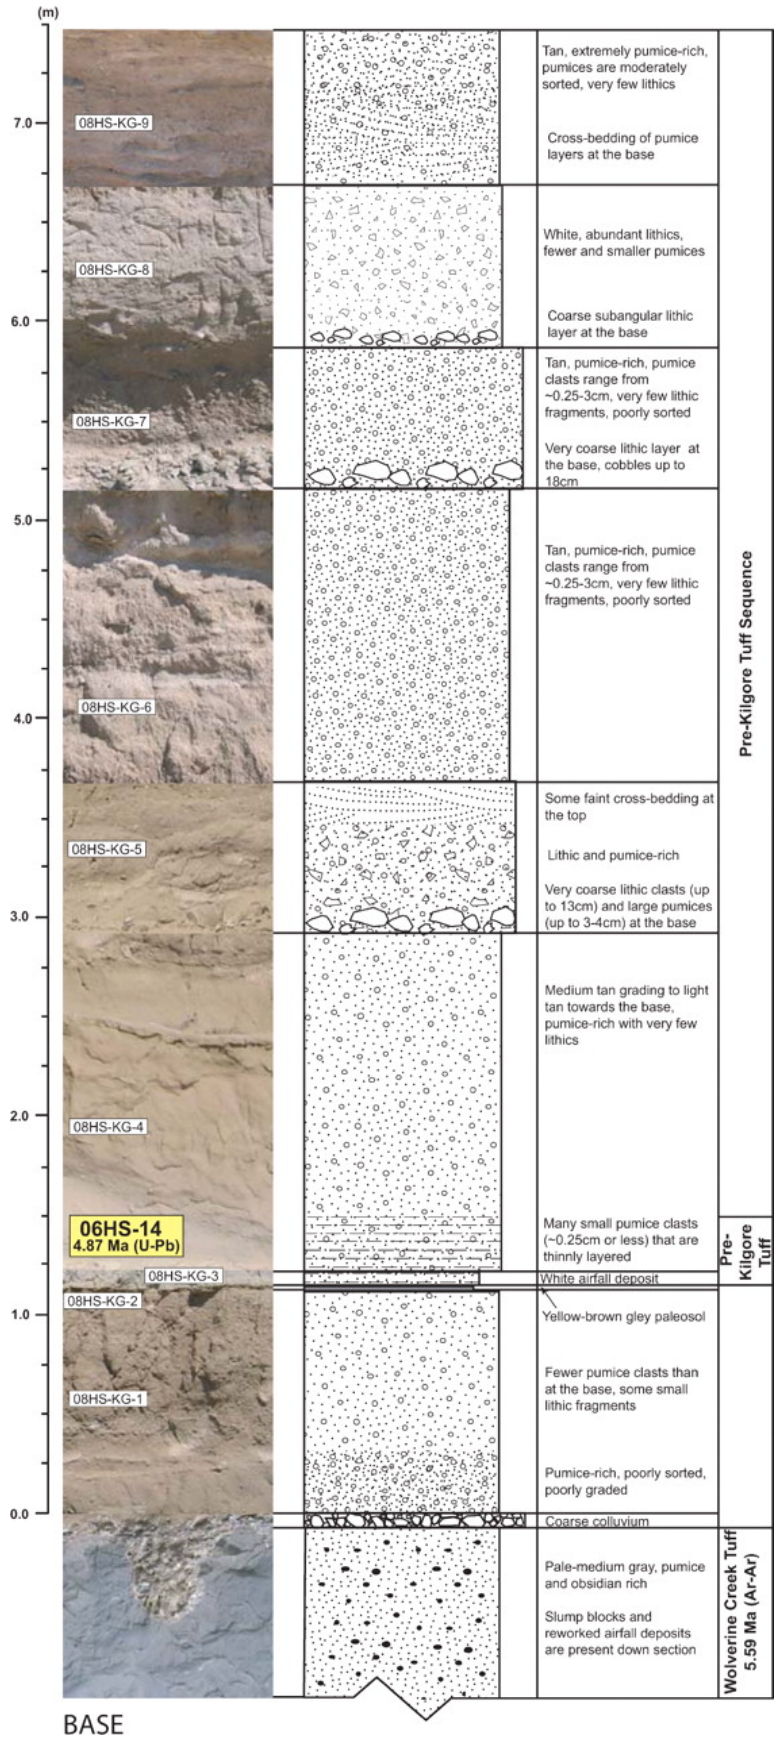 (m)
7.0
6.0
5.0
4.0
3.0
2.0
1.0
0.0
08HS-KG-9
08HS-KG-8
08HS-KG-7
08HS-KG-6
08HS-KG-5
08HS-KG-4
06HS-14
4.87 Ma (U-Pb)
08HS-KG-3
08HS-KG-2
08HS-KG-1
BASE
Tan, extremely pumice-rich,
pumices are moderately
sorted, very few lithics
Cross-bedding of pumice
layers at the base
White, abundant lithics,
fewer and smaller pumices
Coarse subangular lithic
layer at the base
Tan, pumice-rich, pumice
clasts range from
~0.25-3cm, very few lithic
fragments, poorly sorted
Very coarse lithic layer at
the base, cobbles up to
18cm
Tan, pumice-rich, pumice
clasts range from
~0.25-3cm, very few lithic
fragments, poorly sorted
Some faint cross-bedding at
the top
Lithic and pumice-rich
Very coarse lithic clasts (up
to 13cm) and large pumices
(up to 3-4cm) at the base
Medium tan grading to light
tan towards the base,
pumice-rich with very few
lithics
Many small pumice clasts
(~0.25cm or less) that are
thinnly layered
White airfall deposit
Yellow-brown gley paleosol
Fewer pumice clasts than
at the base, some small
lithic fragments
Pumice-rich, poorly sorted,
poorly graded
Coarse colluvium
Pale-medium gray, pumice
and obsidian rich
Slump blocks and
reworked airfall deposits
are present down section
Pre-Kilgore Tuff Sequence
Pre-
Kilgore
Tuff
Wolverine Creek Tuff
5.59 Ma (Ar-Ar)